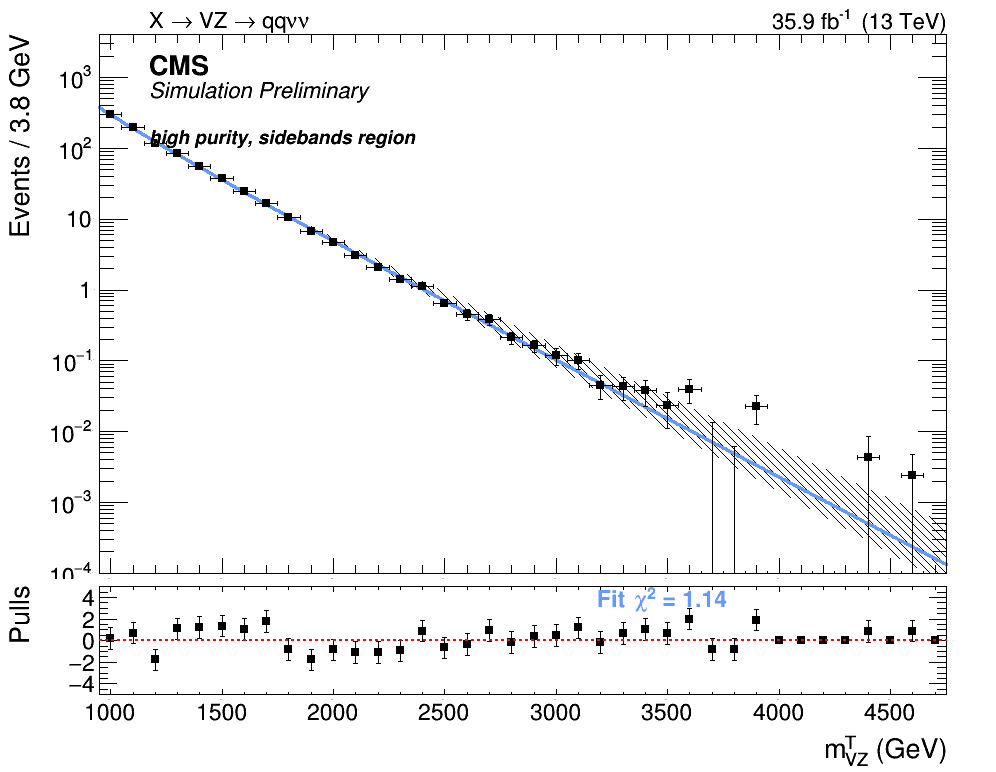 X → VZ → qqνν
35.9 fb⁻¹ (13 TeV)
Events / 3.8 GeV
CMS
Simulation Preliminary
high purity, sidebands region
10³
10²
10
1
10⁻¹
10⁻²
10⁻³
10⁻⁴
Pulls
Fit χ² = 1.14
4
2
0
−2
−4
1000 1500 2000 2500 3000 3500 4000 4500
m^T_VZ (GeV)